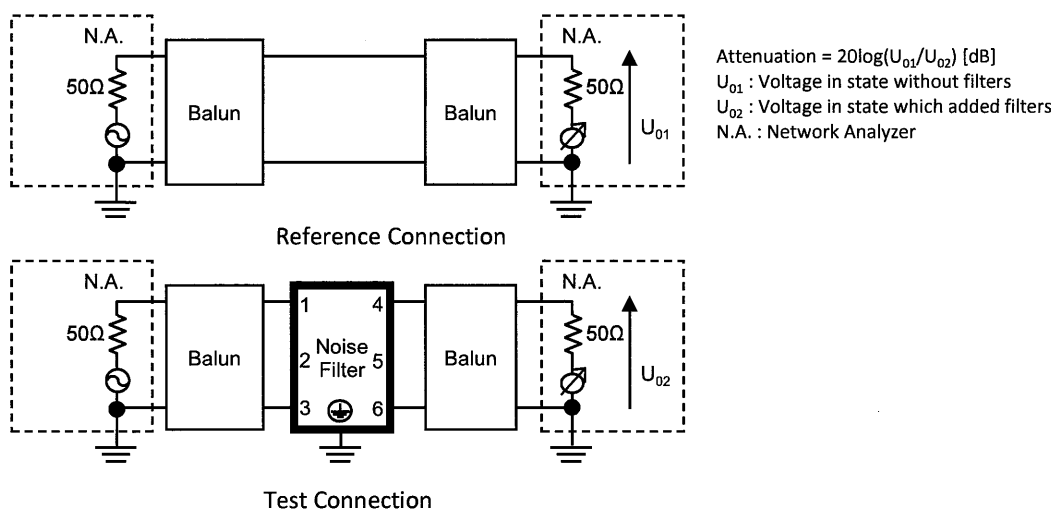 N.A.
50Ω
Balun
Balun
N.A.
50Ω
U01
Attenuation = 20log(U01/U02) [dB]
U01 : Voltage in state without filters
U02 : Voltage in state which added filters
N.A. : Network Analyzer
Reference Connection
N.A.
50Ω
Balun
1
4
2
Noise
Filter
5
3
6
Balun
N.A.
50Ω
U02
Test Connection